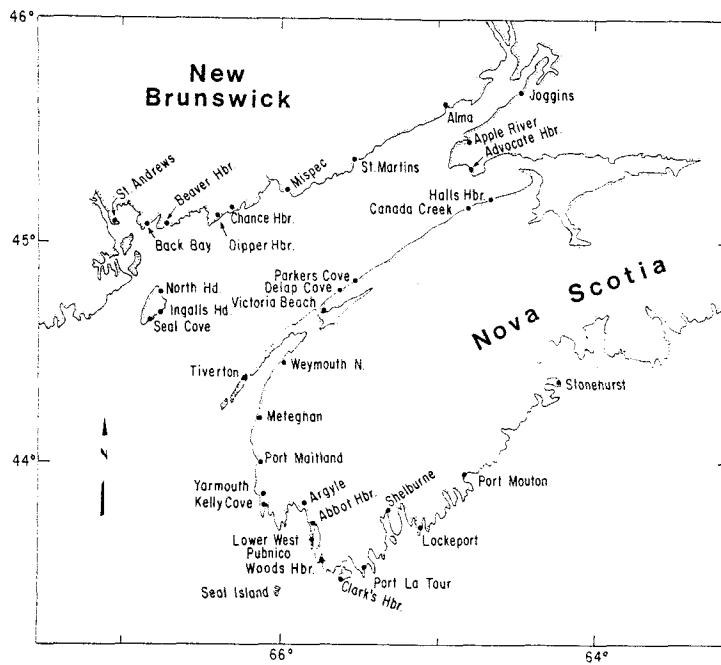 46°
New
Brunswick
Joggins
Alma
Apple River
Advocate Hbr.
St. Andrews
Beaver Hbr.
Mispec
St. Martins
Halls Hbr.
Canada Creek
Chance Hbr.
45°
Back Bay
Dipper Hbr.
Parkers Cove
Delap Cove
Victoria Beach
North Hd.
Ingalls Hd.
Seal Cove
Nova Scotia
Tiverton
Weymouth N.
Stonehurst
Meteghan
44°
Port Maitland
Yarmouth
Kelly Cove
Argyle
Abbot Hbr.
Shelburne
Port Mouton
Lower West
Pubnico
Woods Hbr.
Lockeport
Port La Tour
Clark's Hbr.
Seal Island
66°
64°